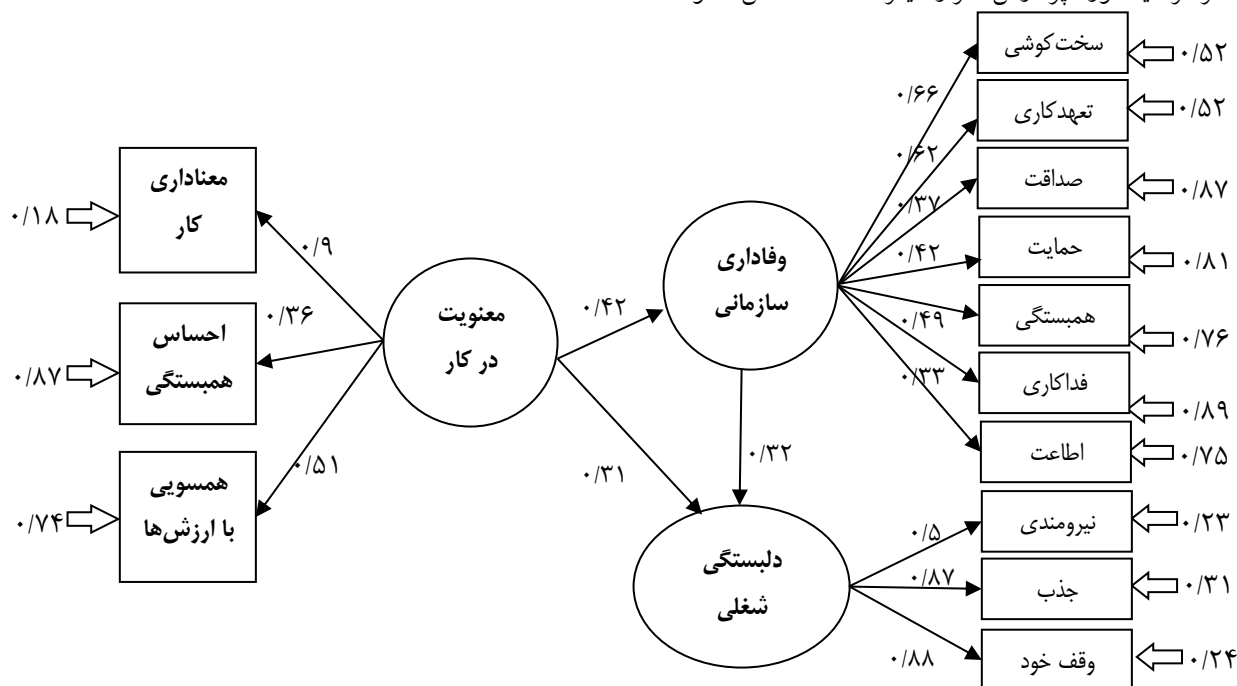 سخت‌کوشی
۰/۵۲
۰/۶۶
تعهدکاری
۰/۵۲
۰/۶۲
صداقت
۰/۸۷
۰/۳۷
حمایت
۰/۸۱
۰/۴۲
همبستگی
۰/۷۶
۰/۴۹
فداکاری
۰/۸۹
۰/۳۳
اطاعت
۰/۷۵
وفاداری
سازمانی
۰/۴۲
۰/۳۲
۰/۳۱
معنویت
در کار
معناداری
کار
۰/۱۸
۰/۹
احساس
همبستگی
۰/۸۷
۰/۳۶
همسویی
با ارزش‌ها
۰/۷۴
۰/۵۱
دلبستگی
شغلی
نیرومندی
۰/۲۳
۰/۵
جذب
۰/۳۱
۰/۸۷
وقف خود
۰/۲۴
۰/۸۸